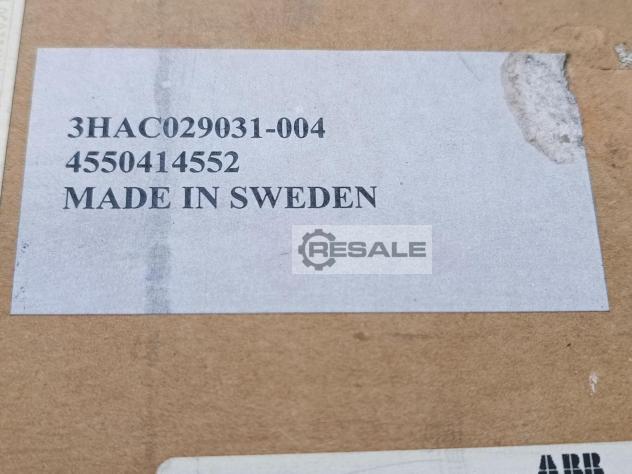 3HAC029031-004
4550414552
MADE IN SWEDEN
RESALE
ABB